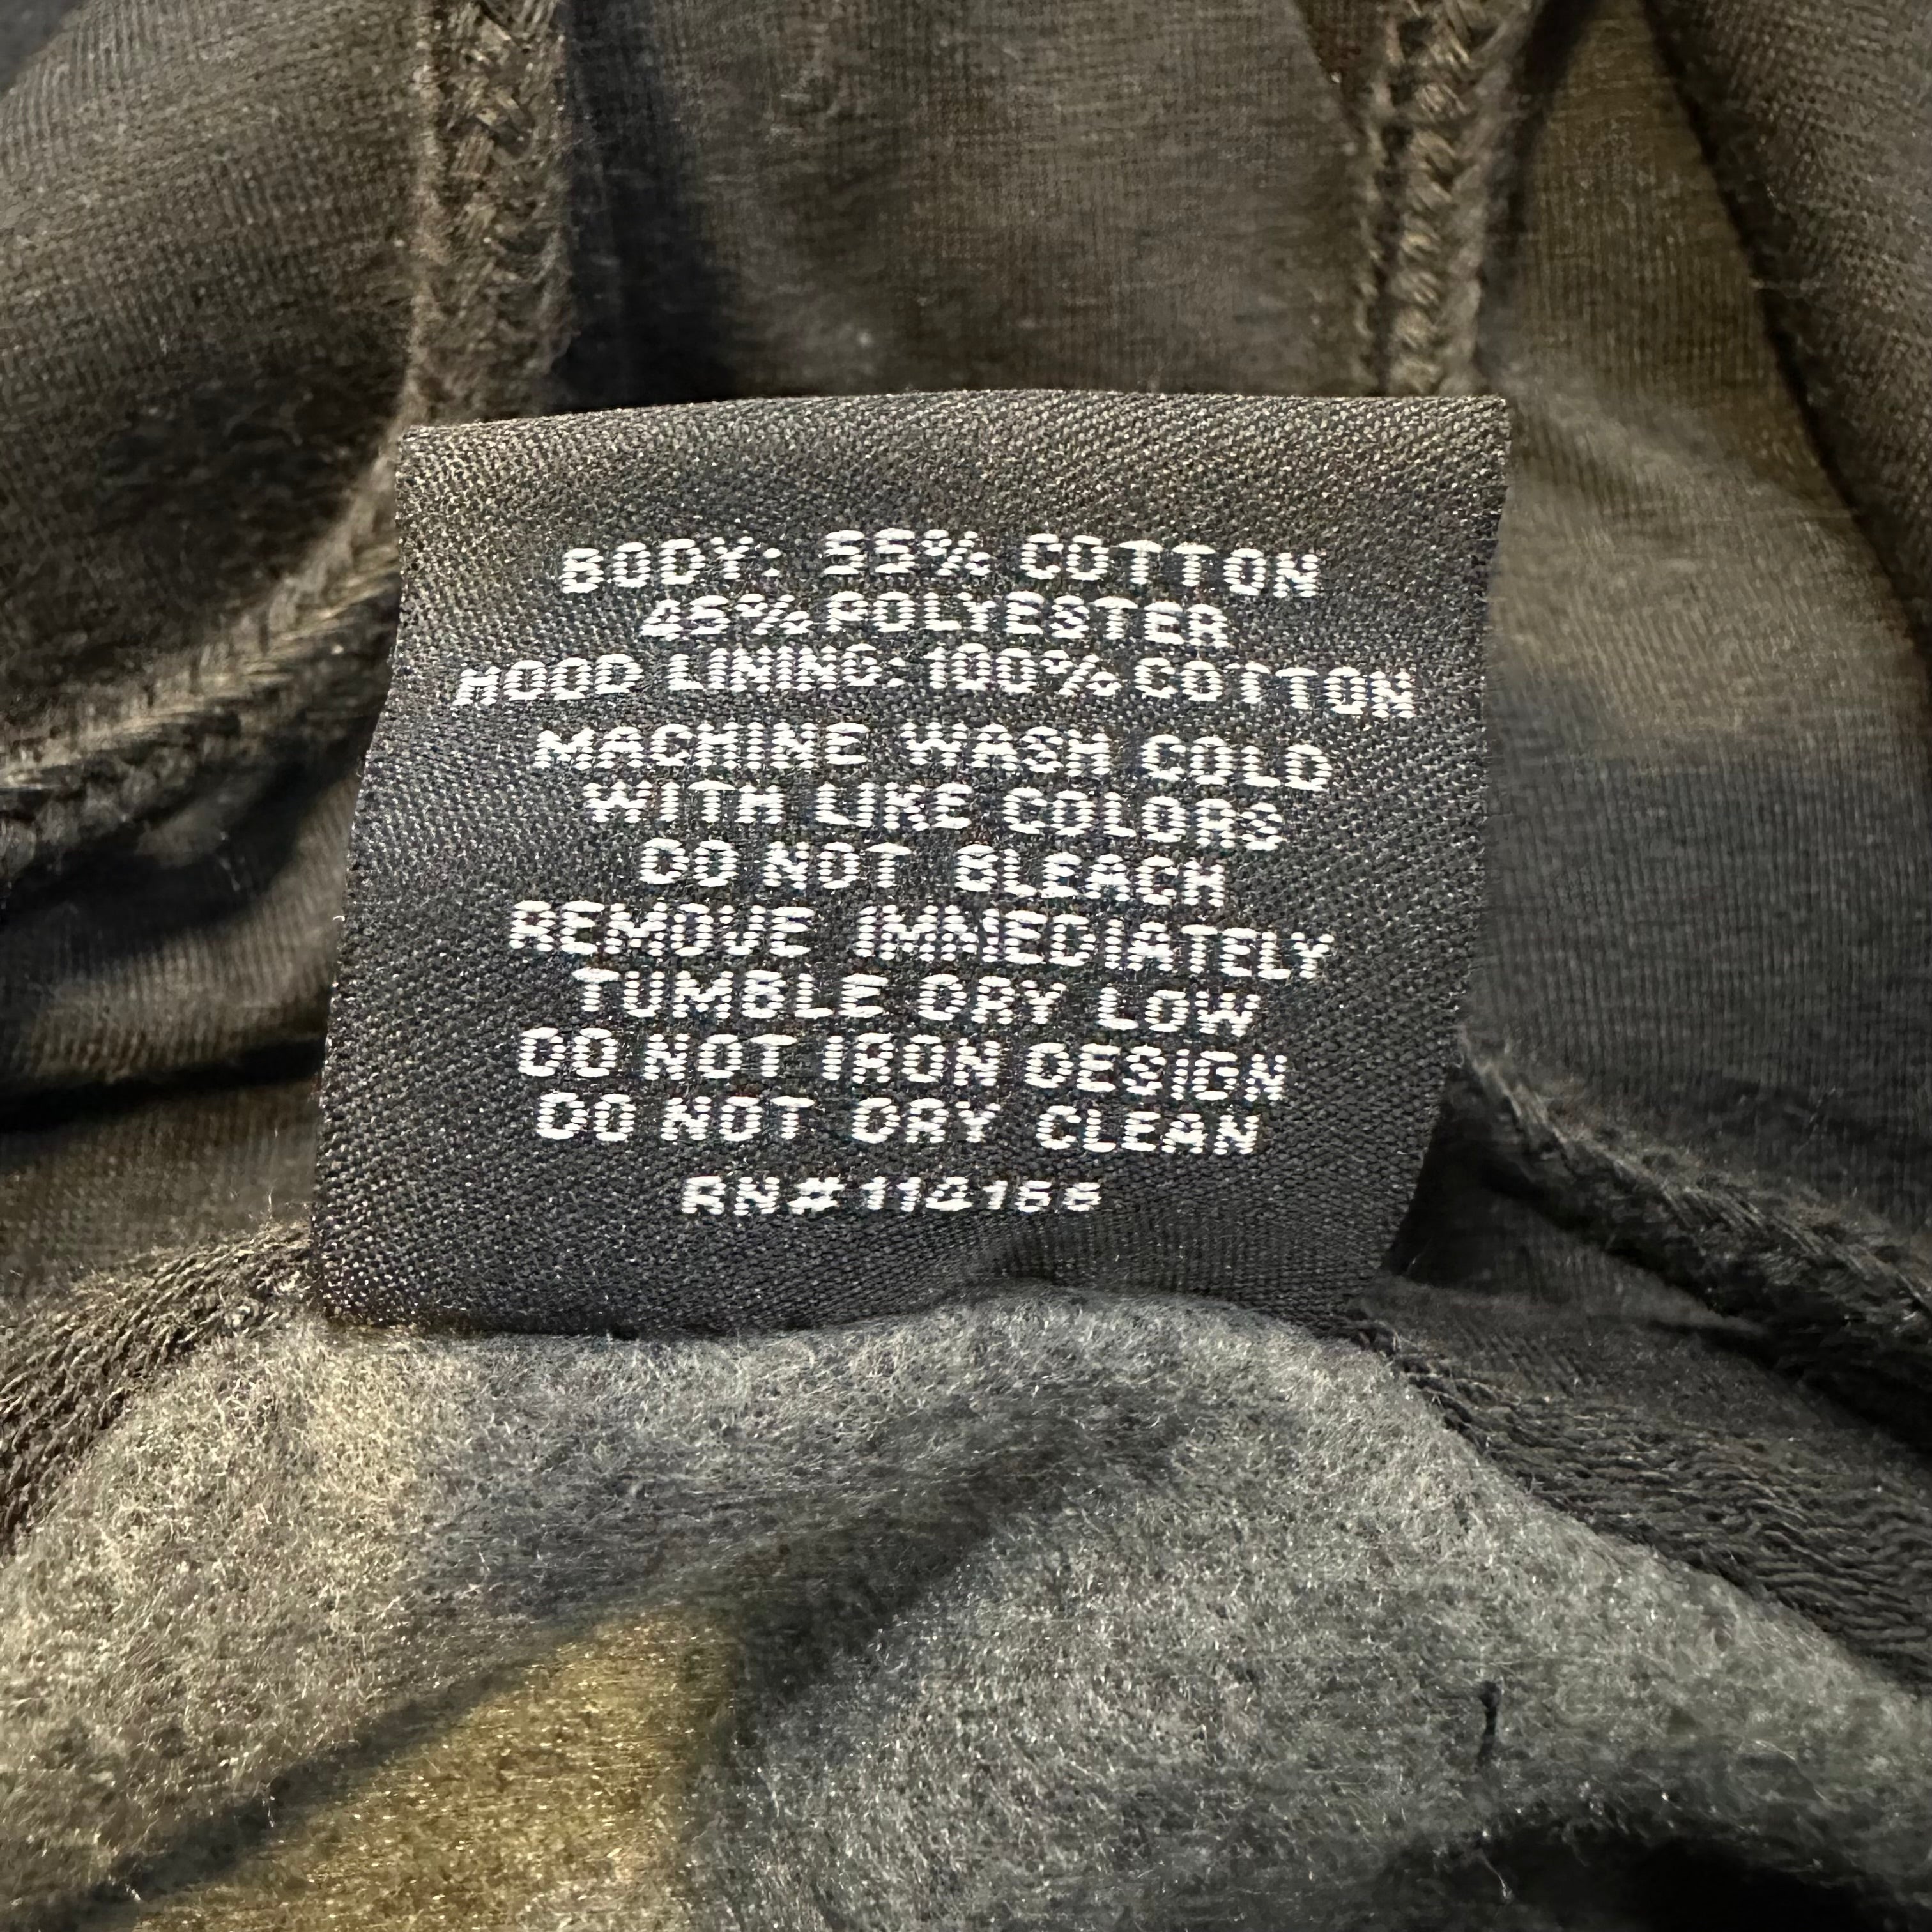 BODY: 55% COTTON
45% POLYESTER
HOOD LINING: 100% COTTON
MACHINE WASH COLD
WITH LIKE COLORS
DO NOT BLEACH
REMOVE IMMEDIATELY
TUMBLE DRY LOW
DO NOT IRON DESIGN
DO NOT DRY CLEAN
RN#114166